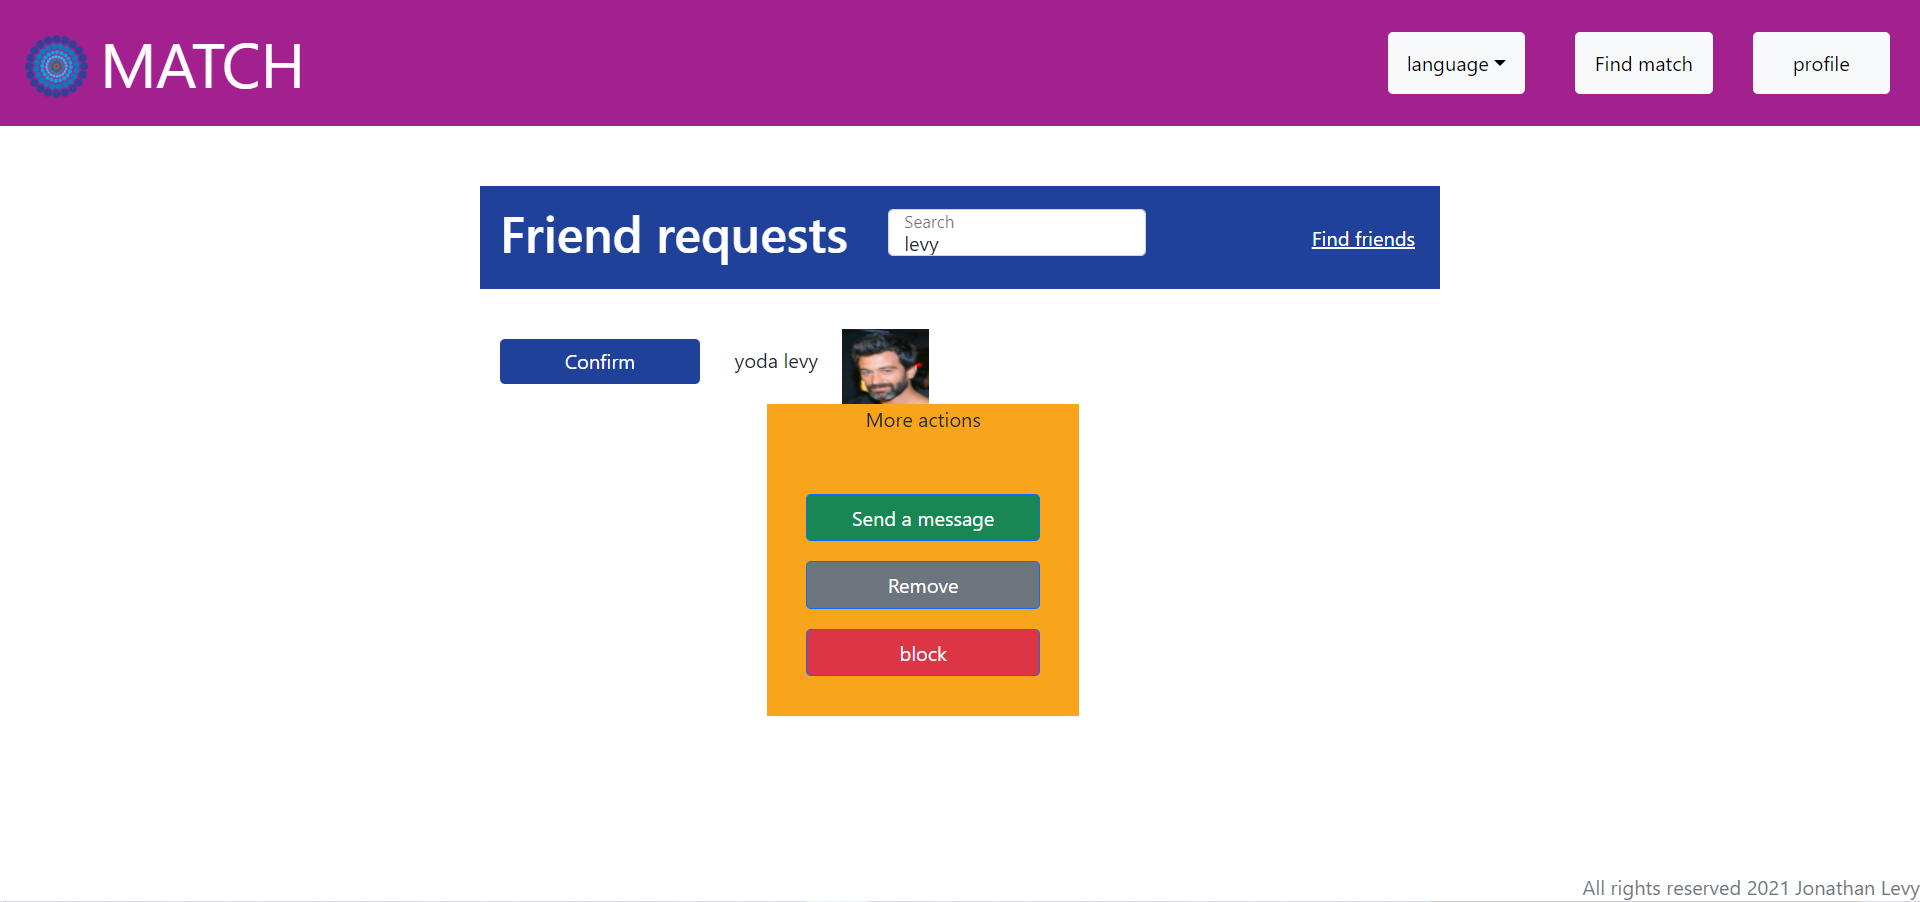 MATCH
language
Find match
profile
Friend requests
Search
levy
Find friends
Confirm
yoda levy
More actions
Send a message
Remove
block
All rights reserved 2021 Jonathan Levy